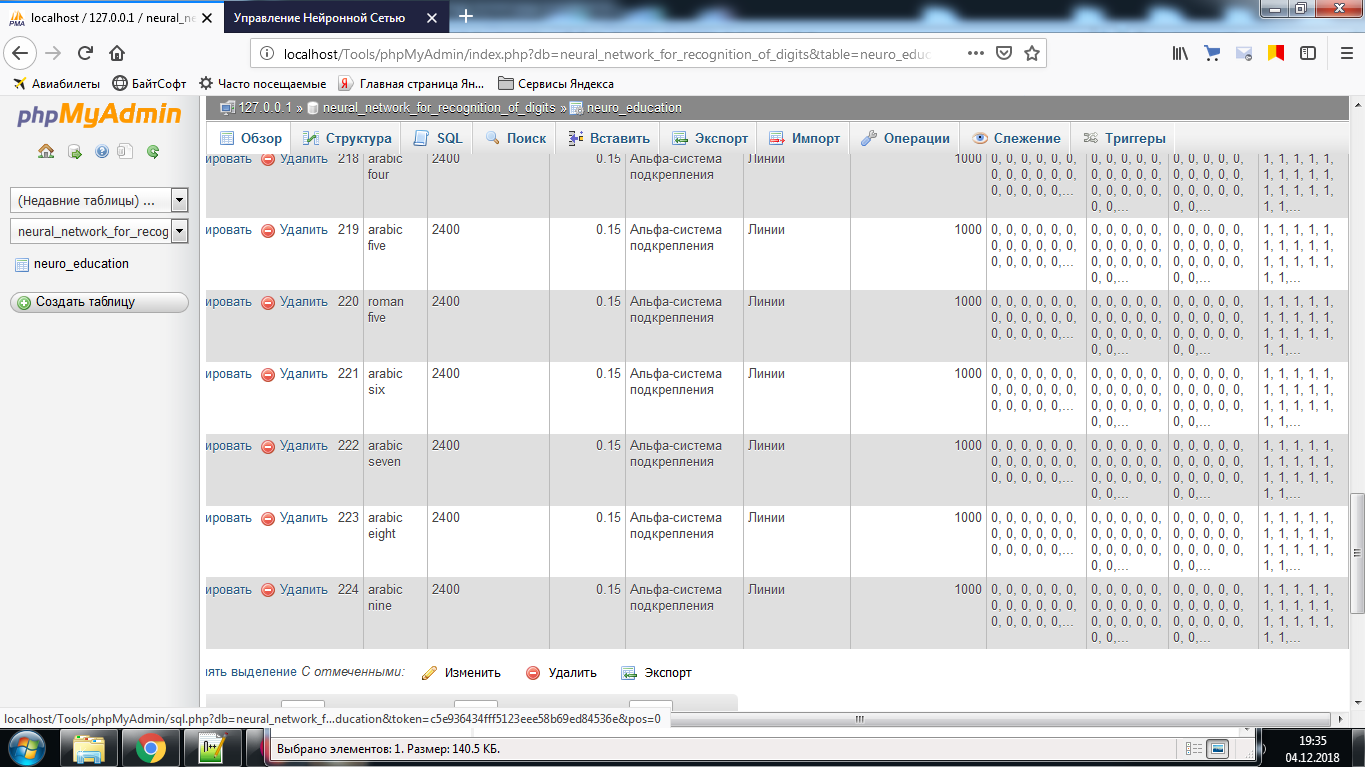 localhost / 127.0.0.1 / neural_ne
Управление Нейронной Сетью
localhost/Tools/phpMyAdmin/index.php?db=neural_network_for_recognition_of_digits&table=neuro_educ
Авиабилеты БайтСофт Часто посещаемые Главная страница Ян... Сервисы Яндекса
phpMyAdmin
127.0.0.1 » neural_network_for_recognition_of_digits » neuro_education
Обзор Структура SQL Поиск Вставить Экспорт Импорт Операции Слежение Триггеры
(Недавние таблицы) ...
neural_network_for_recog
neuro_education
Создать таблицу
ировать Удалить 218 arabic 2400 0.15 Альфа-система Линии 1000 0, 0, 0, 0, 0, 0, 0, 0, 0, 0, 0, 0, 0, 0, 0, 1, 1, 1, 1, 1,
four подкрепления 0, 0, 0, 0, 0, 0, 0, 0, 0, 0, 0, 0, 0, 0, 0, 0, 1, 1, 1, 1, 1,
0, 0, 0, 0, 0,... 0, 0, 0, 0, 0, 0, 0, 0, 0, 0, 1, 1, 1, 1, 1,
0, 0,... 0, 0,... 1, 1,...
ировать Удалить 219 arabic 2400 0.15 Альфа-система Линии 1000 0, 0, 0, 0, 0, 0, 0, 0, 0, 0, 0, 0, 0, 0, 0, 0, 1, 1, 1, 1, 1,
five подкрепления 0, 0, 0, 0, 0, 0, 0, 0, 0, 0, 0, 0, 0, 0, 0, 0, 1, 1, 1, 1, 1,
0, 0, 0, 0, 0,... 0, 0, 0, 0, 0, 0, 0, 0, 0, 0, 1, 1, 1, 1, 1,
0, 0,... 0, 0,... 1, 1,...
ировать Удалить 220 roman 2400 0.15 Альфа-система Линии 1000 0, 0, 0, 0, 0, 0, 0, 0, 0, 0, 0, 0, 0, 0, 0, 0, 1, 1, 1, 1, 1,
five подкрепления 0, 0, 0, 0, 0, 0, 0, 0, 0, 0, 0, 0, 0, 0, 0, 0, 1, 1, 1, 1, 1,
0, 0, 0, 0, 0,... 0, 0, 0, 0, 0, 0, 0, 0, 0, 0, 1, 1, 1, 1, 1,
0, 0,... 0, 0,... 1, 1,...
ировать Удалить 221 arabic 2400 0.15 Альфа-система Линии 1000 0, 0, 0, 0, 0, 0, 0, 0, 0, 0, 0, 0, 0, 0, 0, 0, 1, 1, 1, 1, 1,
six подкрепления 0, 0, 0, 0, 0, 0, 0, 0, 0, 0, 0, 0, 0, 0, 0, 0, 1, 1, 1, 1, 1,
0, 0, 0, 0, 0,... 0, 0, 0, 0, 0, 0, 0, 0, 0, 0, 1, 1, 1, 1, 1,
0, 0,... 0, 0,... 1, 1,...
ировать Удалить 222 arabic 2400 0.15 Альфа-система Линии 1000 0, 0, 0, 0, 0, 0, 0, 0, 0, 0, 0, 0, 0, 0, 0, 0, 1, 1, 1, 1, 1,
seven подкрепления 0, 0, 0, 0, 0, 0, 0, 0, 0, 0, 0, 0, 0, 0, 0, 0, 1, 1, 1, 1, 1,
0, 0, 0, 0, 0,... 0, 0, 0, 0, 0, 0, 0, 0, 0, 0, 1, 1, 1, 1, 1,
0, 0,... 0, 0,... 1, 1,...
ировать Удалить 223 arabic 2400 0.15 Альфа-система Линии 1000 0, 0, 0, 0, 0, 0, 0, 0, 0, 0, 0, 0, 0, 0, 0, 0, 1, 1, 1, 1, 1,
eight подкрепления 0, 0, 0, 0, 0, 0, 0, 0, 0, 0, 0, 0, 0, 0, 0, 0, 1, 1, 1, 1, 1,
0, 0, 0, 0, 0,... 0, 0, 0, 0, 0, 0, 0, 0, 0, 0, 1, 1, 1, 1, 1,
0, 0,... 0, 0,... 1, 1,...
ировать Удалить 224 arabic 2400 0.15 Альфа-система Линии 1000 0, 0, 0, 0, 0, 0, 0, 0, 0, 0, 0, 0, 0, 0, 0, 0, 1, 1, 1, 1, 1,
nine подкрепления 0, 0, 0, 0, 0, 0, 0, 0, 0, 0, 0, 0, 0, 0, 0, 0, 1, 1, 1, 1, 1,
0, 0, 0, 0, 0,... 0, 0, 0, 0, 0, 0, 0, 0, 0, 0, 1, 1, 1, 1, 1,
0, 0,... 0, 0,... 1, 1,...
нять выделение С отмеченными: Изменить Удалить Экспорт
localhost/Tools/phpMyAdmin/sql.php?db=neural_network_f...ducation&token=c5e936434fff5123eee58b69ed84536e&pos=0
Выбрано элементов: 1. Размер: 140.5 КБ.
19:35
04.12.2018